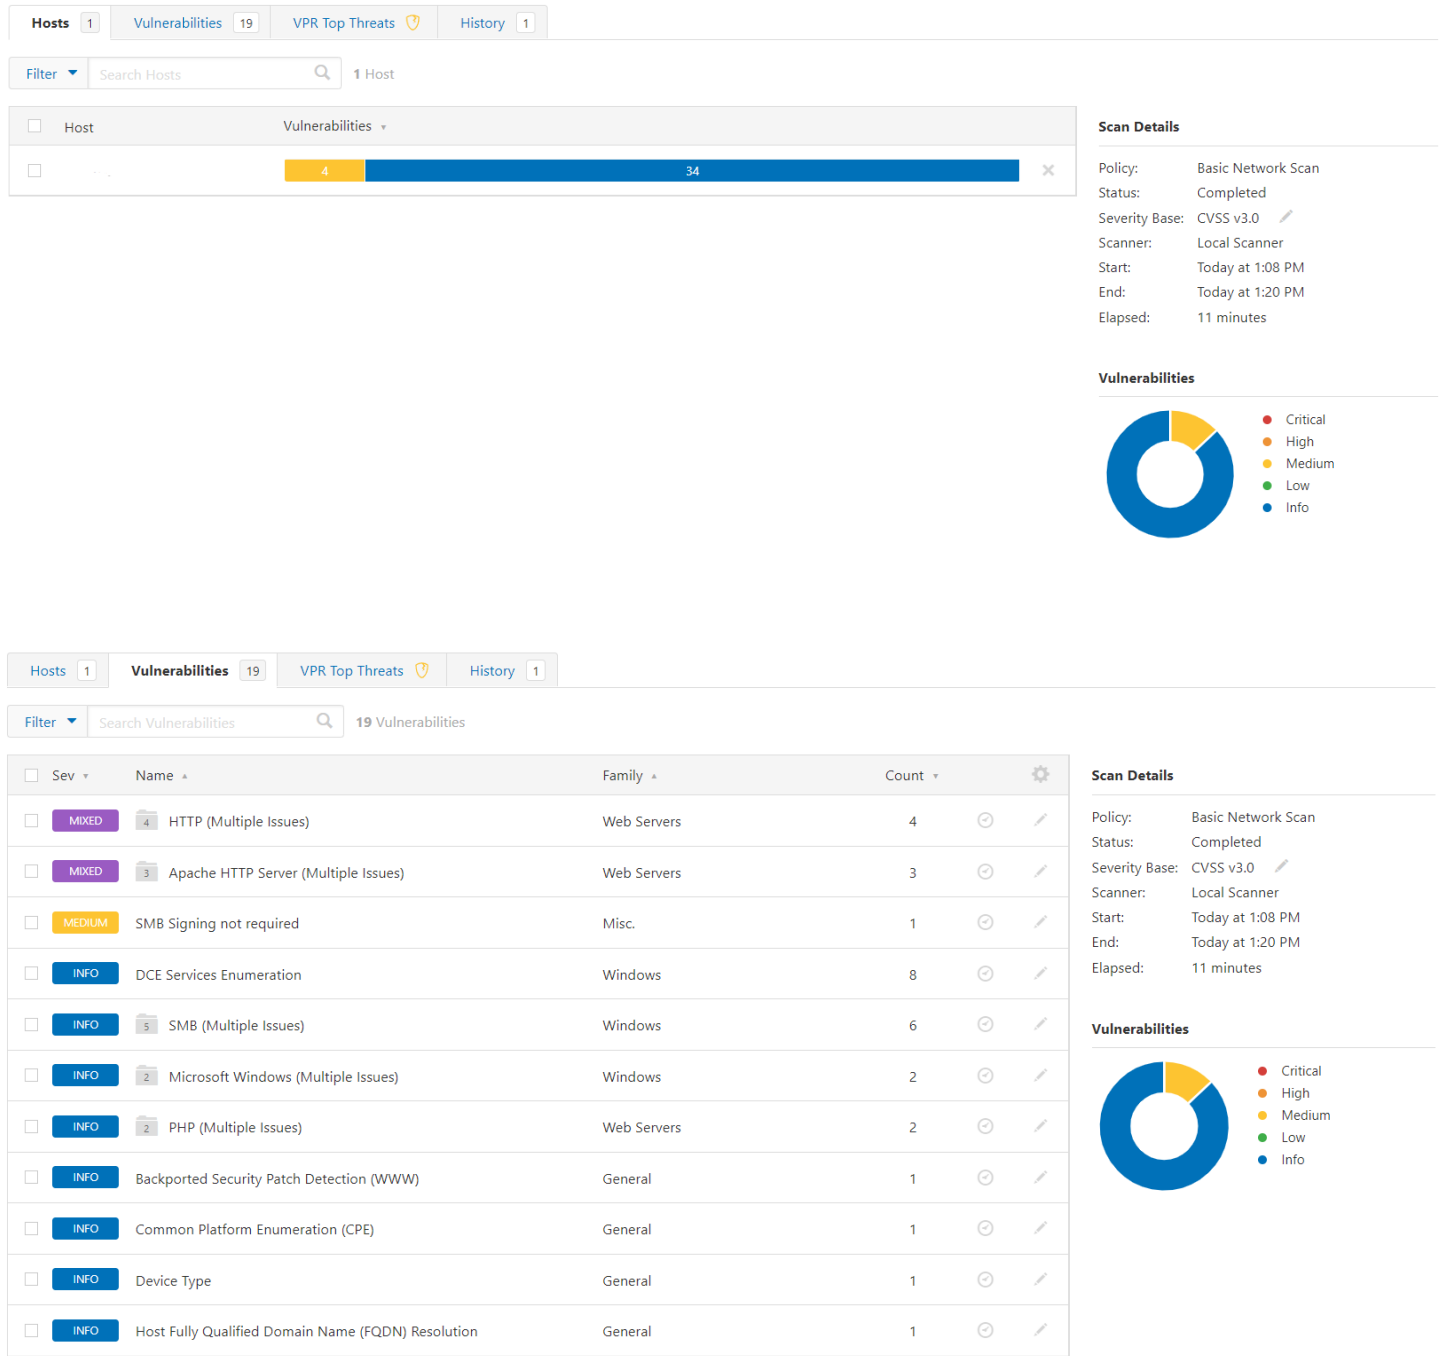 Hosts 1 Vulnerabilities 19 VPR Top Threats History 1
Filter Search Hosts 1 Host
Host Vulnerabilities
4 34
Scan Details
Policy: Basic Network Scan
Status: Completed
Severity Base: CVSS v3.0
Scanner: Local Scanner
Start: Today at 1:08 PM
End: Today at 1:20 PM
Elapsed: 11 minutes
Vulnerabilities
Critical
High
Medium
Low
Info
Hosts 1 Vulnerabilities 19 VPR Top Threats History 1
Filter Search Vulnerabilities 19 Vulnerabilities
Sev Name Family Count
MIXED 4 HTTP (Multiple Issues) Web Servers 4
MIXED 3 Apache HTTP Server (Multiple Issues) Web Servers 3
MEDIUM SMB Signing not required Misc. 1
INFO DCE Services Enumeration Windows 8
INFO 5 SMB (Multiple Issues) Windows 6
INFO 2 Microsoft Windows (Multiple Issues) Windows 2
INFO 2 PHP (Multiple Issues) Web Servers 2
INFO Backported Security Patch Detection (WWW) General 1
INFO Common Platform Enumeration (CPE) General 1
INFO Device Type General 1
INFO Host Fully Qualified Domain Name (FQDN) Resolution General 1
Scan Details
Policy: Basic Network Scan
Status: Completed
Severity Base: CVSS v3.0
Scanner: Local Scanner
Start: Today at 1:08 PM
End: Today at 1:20 PM
Elapsed: 11 minutes
Vulnerabilities
Critical
High
Medium
Low
Info